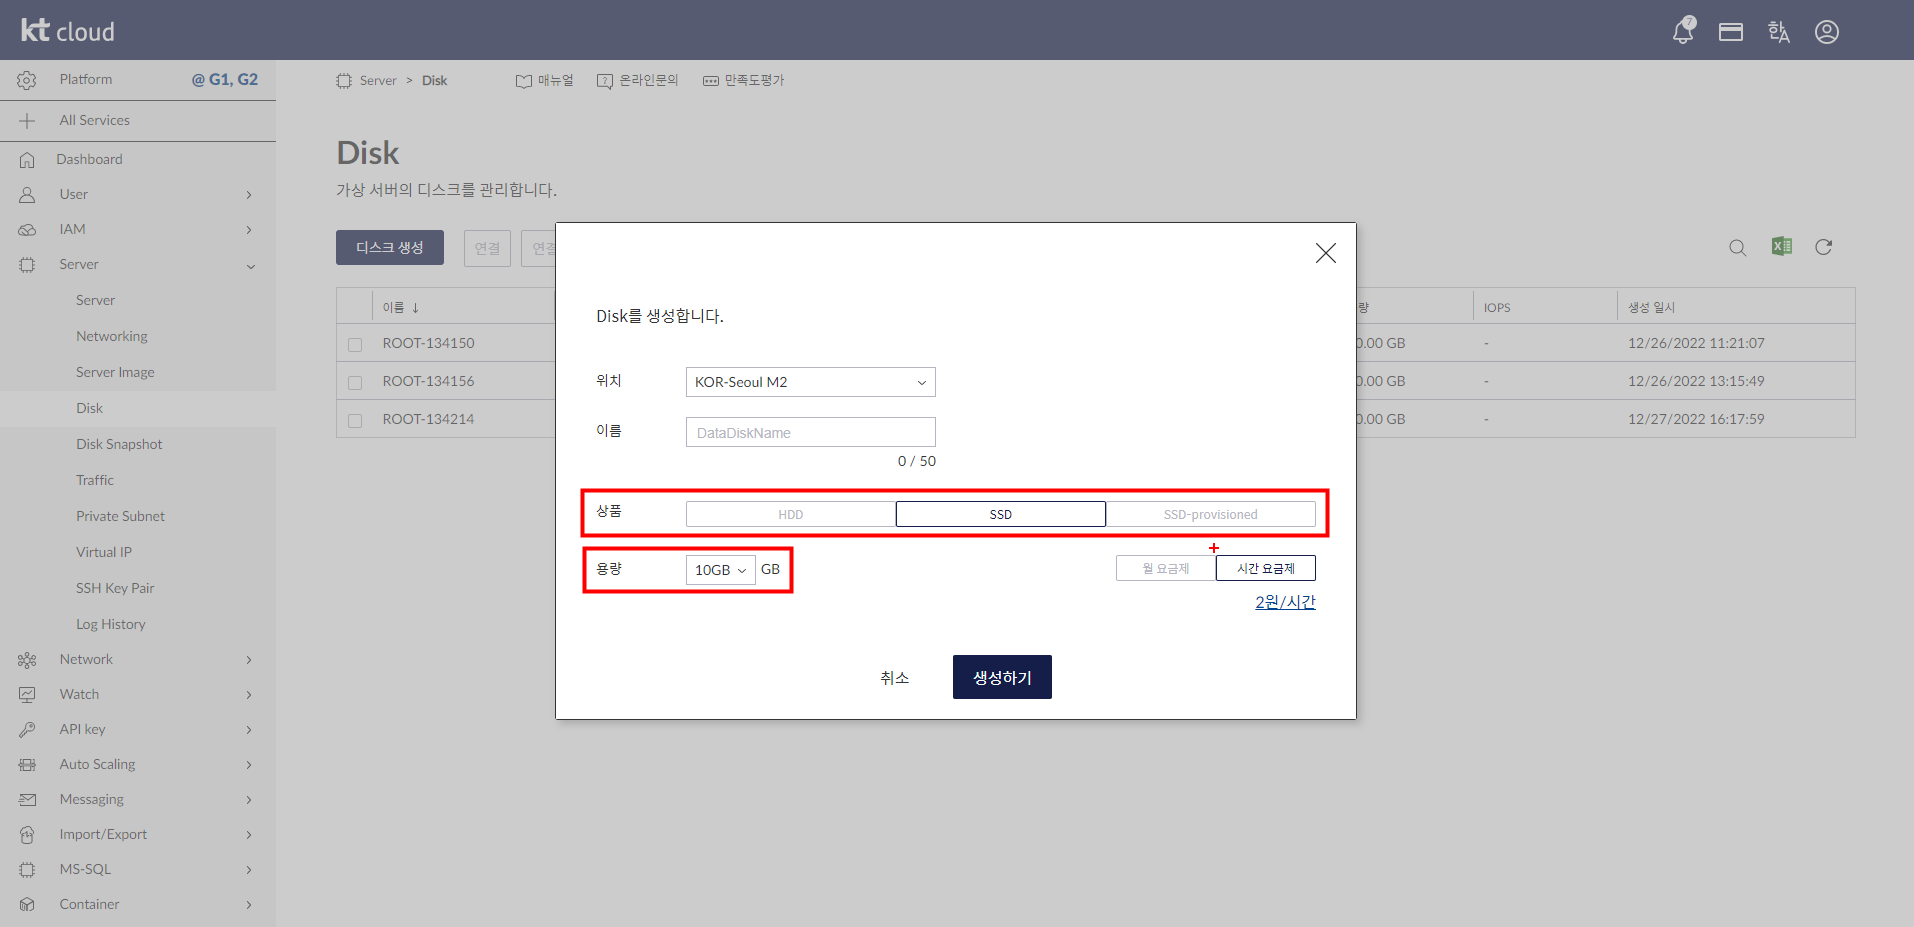 kt cloud
7
한A
Platform @ G1, G2
All Services
Dashboard
User
IAM
Server
Server
Networking
Server Image
Disk
Disk Snapshot
Traffic
Private Subnet
Virtual IP
SSH Key Pair
Log History
Network
Watch
API key
Auto Scaling
Messaging
Import/Export
MS-SQL
Container
Server > Disk 매뉴얼 온라인문의 만족도평가
Disk
가상 서버의 디스크를 관리합니다.
디스크 생성 연결 연결
이름 ↓ 량 IOPS 생성 일시
ROOT-134150 0.00 GB - 12/26/2022 11:21:07
ROOT-134156 0.00 GB - 12/26/2022 13:15:49
ROOT-134214 0.00 GB - 12/27/2022 16:17:59
Disk를 생성합니다.
위치 KOR-Seoul M2
이름 DataDiskName
0 / 50
상품 HDD SSD SSD-provisioned
용량 10GB GB 월 요금제 시간 요금제
2원/시간
취소 생성하기